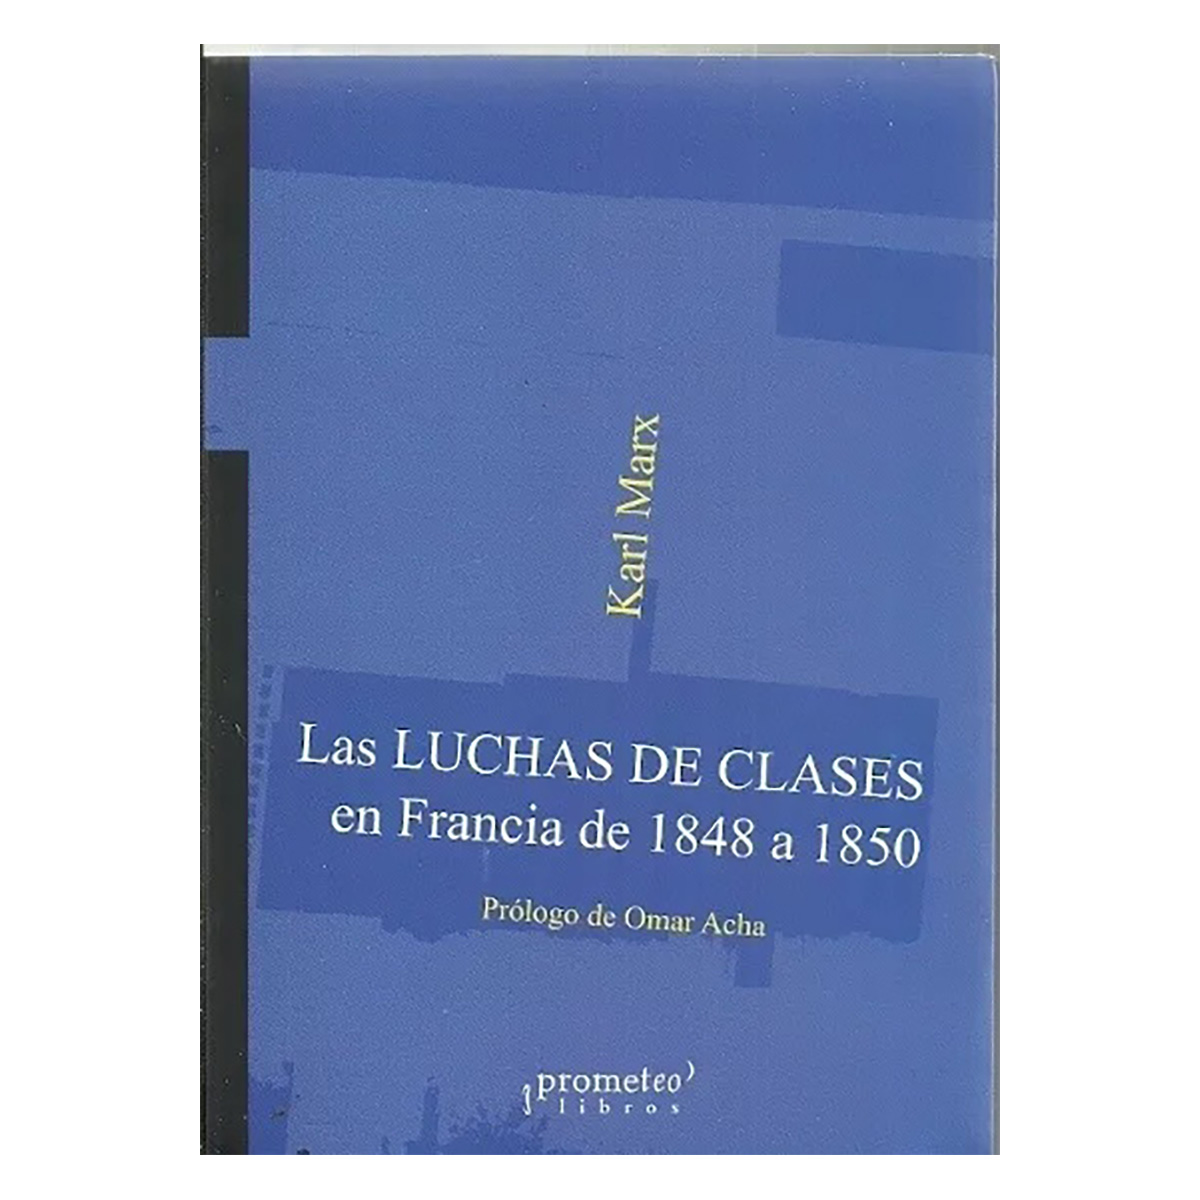 Karl Marx
Las LUCHAS DE CLASES
en Francia de 1848 a 1850
Prólogo de Omar Acha
prometeo
libros